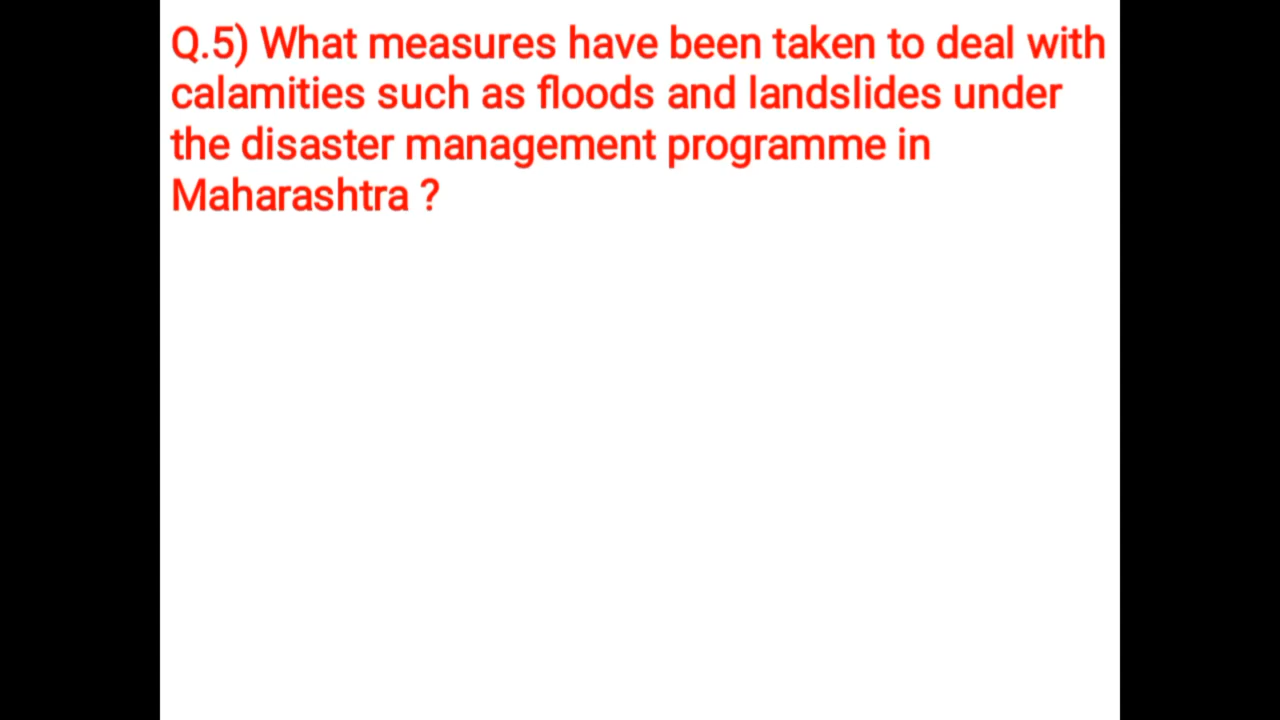 Q.5) What measures have been taken to deal with
calamities such as floods and landslides under
the disaster management programme in
Maharashtra ?